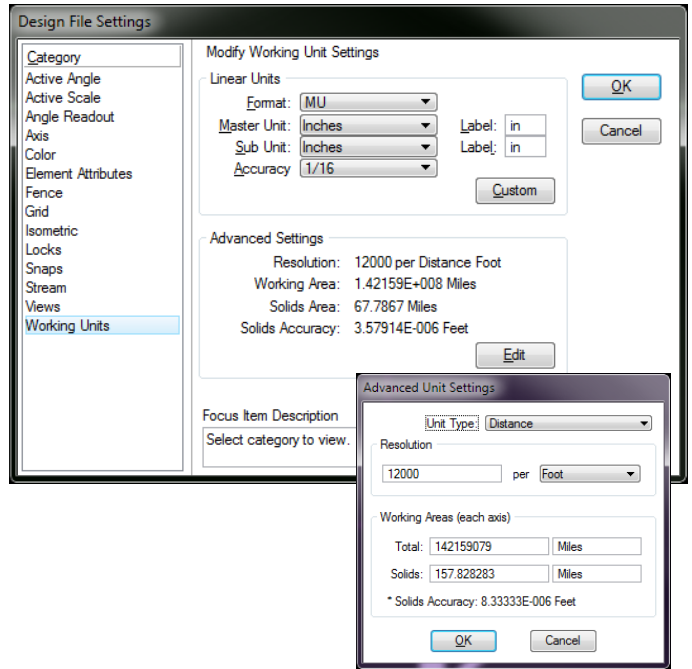 Design File Settings
Category
Active Angle
Active Scale
Angle Readout
Axis
Color
Element Attributes
Fence
Grid
Isometric
Locks
Snaps
Stream
Views
Working Units
Modify Working Unit Settings
Linear Units
Format: MU
Master Unit: Inches Label: in
Sub Unit: Inches Label: in
Accuracy 1/16
Custom
OK
Cancel
Advanced Settings
Resolution: 12000 per Distance Foot
Working Area: 1.42159E+008 Miles
Solids Area: 67.7867 Miles
Solids Accuracy: 3.57914E-006 Feet
Edit
Focus Item Description
Select category to view.
Advanced Unit Settings
Unit Type: Distance
Resolution
12000 per Foot
Working Areas (each axis)
Total: 142159079 Miles
Solids: 157.828283 Miles
* Solids Accuracy: 8.33333E-006 Feet
OK Cancel